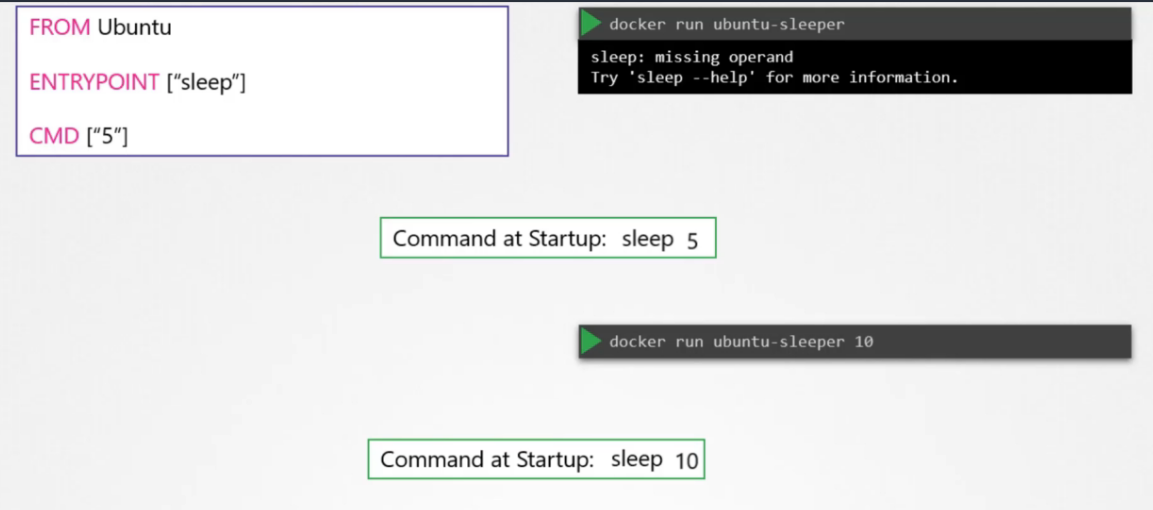 FROM Ubuntu
ENTRYPOINT [“sleep”]
CMD [“5”]
docker run ubuntu-sleeper
sleep: missing operand
Try 'sleep --help' for more information.
Command at Startup: sleep 5
docker run ubuntu-sleeper 10
Command at Startup: sleep 10